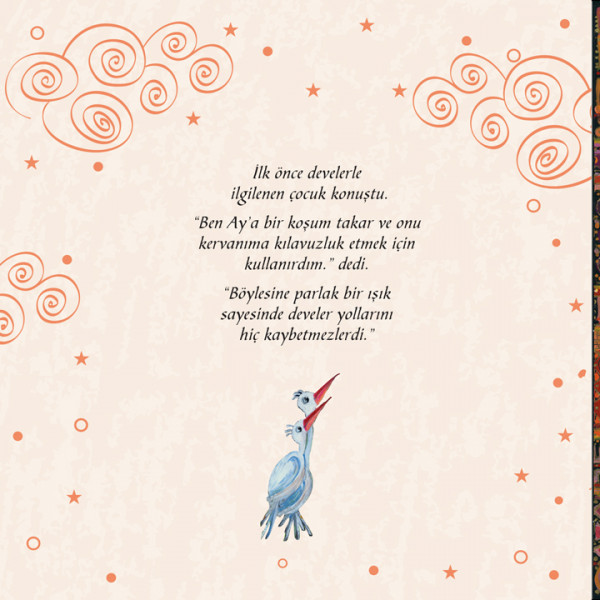 İlk önce develerle
ilgilenen çocuk konuştu.
“Ben Ay’a bir koşum takar ve onu
kervanıma kılavuzluk etmek için
kullanırdım.” dedi.
“Böylesine parlak bir ışık
sayesinde develer yollarını
hiç kaybetmezlerdi.”